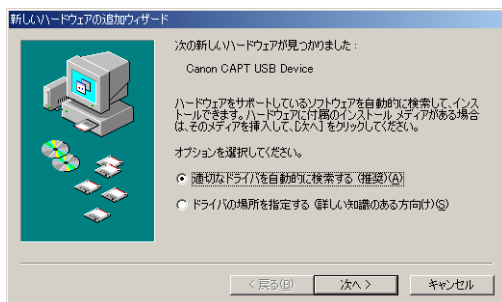 新しいハードウェアの追加ウィザード
次の新しいハードウェアが見つかりました：
Canon CAPT USB Device
ハードウェアをサポートしているソフトウェアを自動的に検索して、インス
トールできます。ハードウェアに付属のインストール メディアがある場合
は、そのメディアを挿入して、[次へ] をクリックしてください。
オプションを選択してください。
適切なドライバを自動的に検索する (推奨)(A)
ドライバの場所を指定する (詳しい知識のある方向け)(S)
< 戻る(B)
次へ >
キャンセル